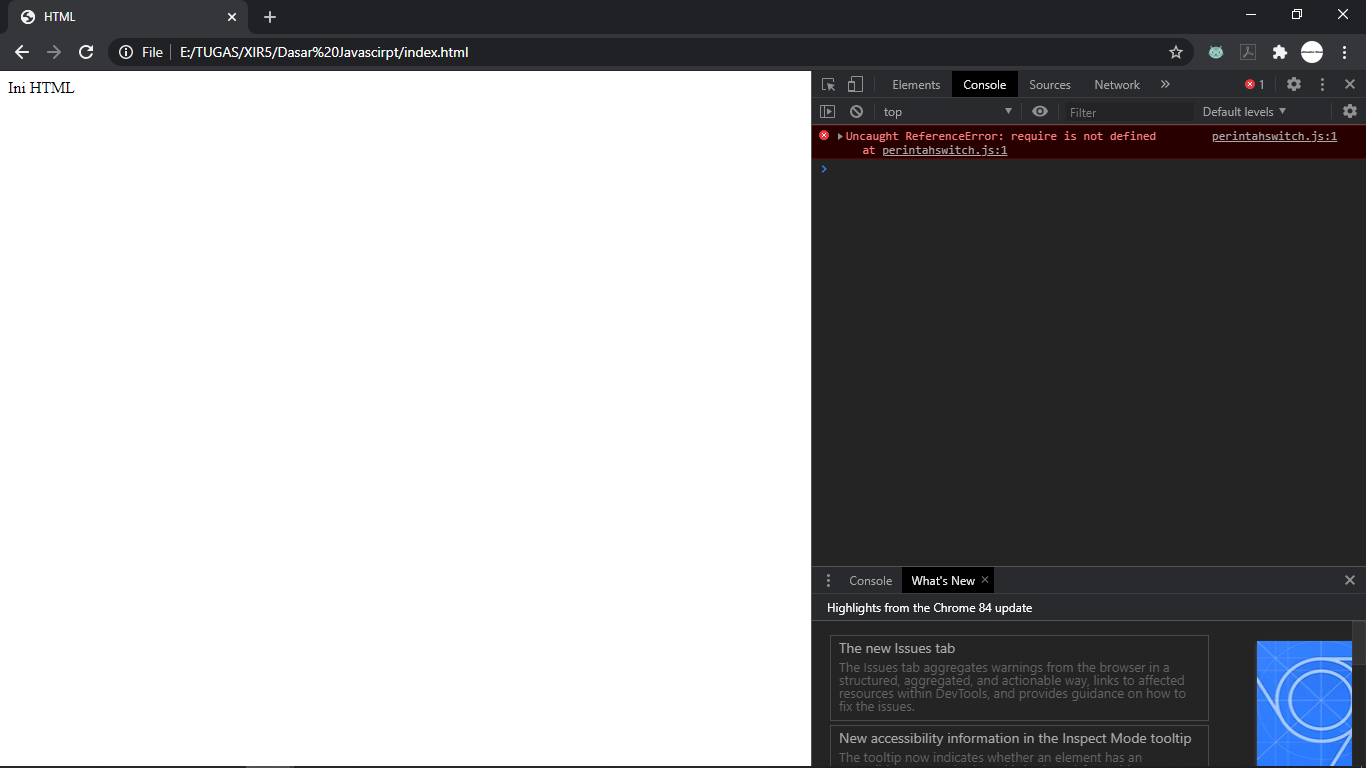 HTML
File E:/TUGAS/XIR5/Dasar%20Javascirpt/index.html
Ini HTML
Elements Console Sources Network 1
top Filter Default levels
Uncaught ReferenceError: require is not defined perintahswitch.js:1
at perintahswitch.js:1
Console What's New
Highlights from the Chrome 84 update
The new Issues tab
The Issues tab aggregates warnings from the browser in a
structured, aggregated, and actionable way, links to affected
resources within DevTools, and provides guidance on how to
fix the issues.
New accessibility information in the Inspect Mode tooltip
The tooltip now indicates whether an element has an